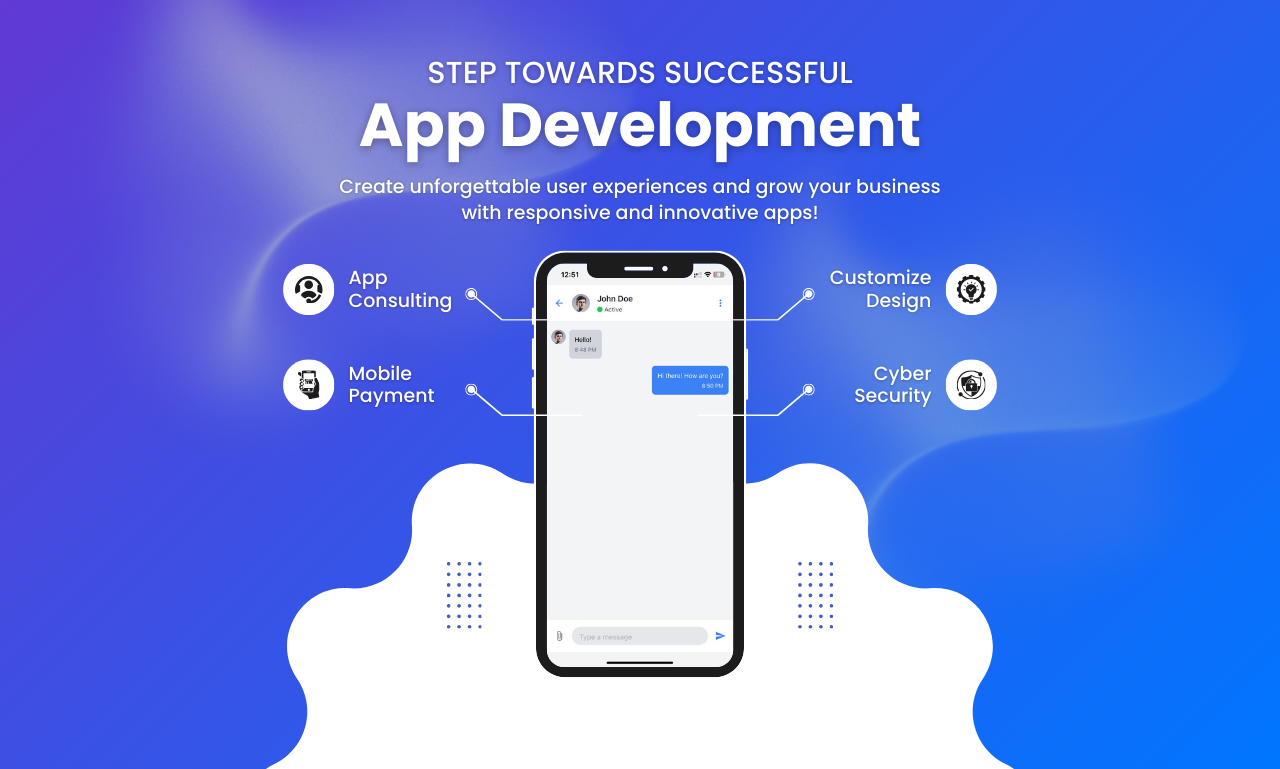 STEP TOWARDS SUCCESSFUL
App Development
Create unforgettable user experiences and grow your business
with responsive and innovative apps!
App
Consulting
Mobile
Payment
Customize
Design
Cyber
Security
12:51
John Doe
Active
Hello!
8:48 PM
Hi there! How are you?
8:50 PM
Type a message